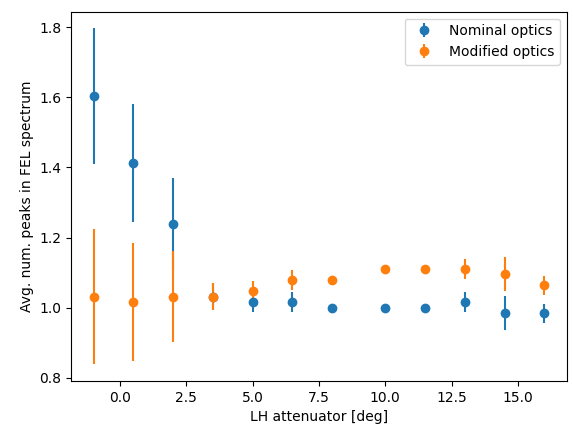 Nominal optics
Modified optics
Avg. num. peaks in FEL spectrum
1.8
1.6
1.4
1.2
1.0
0.8
0.0 2.5 5.0 7.5 10.0 12.5 15.0
LH attenuator [deg]